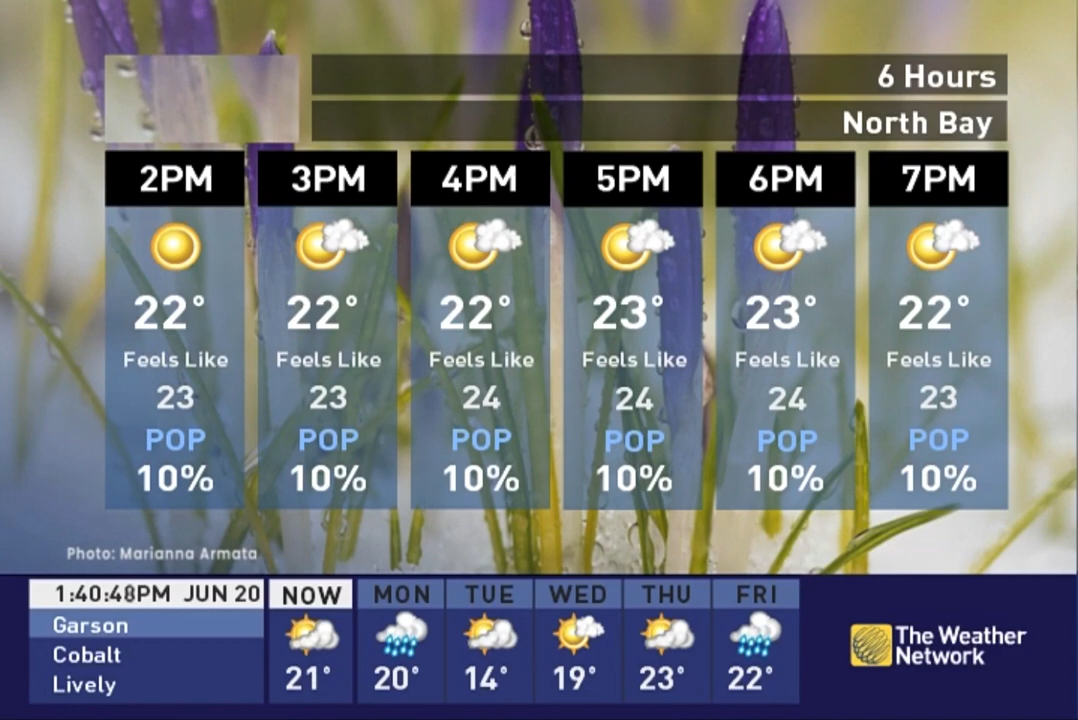 6 Hours
North Bay
2PM 3PM 4PM 5PM 6PM 7PM
22° 22° 22° 23° 23° 22°
Feels Like Feels Like Feels Like Feels Like Feels Like Feels Like
23 23 24 24 24 23
POP POP POP POP POP POP
10% 10% 10% 10% 10% 10%
Photo: Marianna Armata
1:40:48PM JUN 20 NOW MON TUE WED THU FRI
Garson
Cobalt
Lively
21° 20° 14° 19° 23° 22°
The Weather
Network